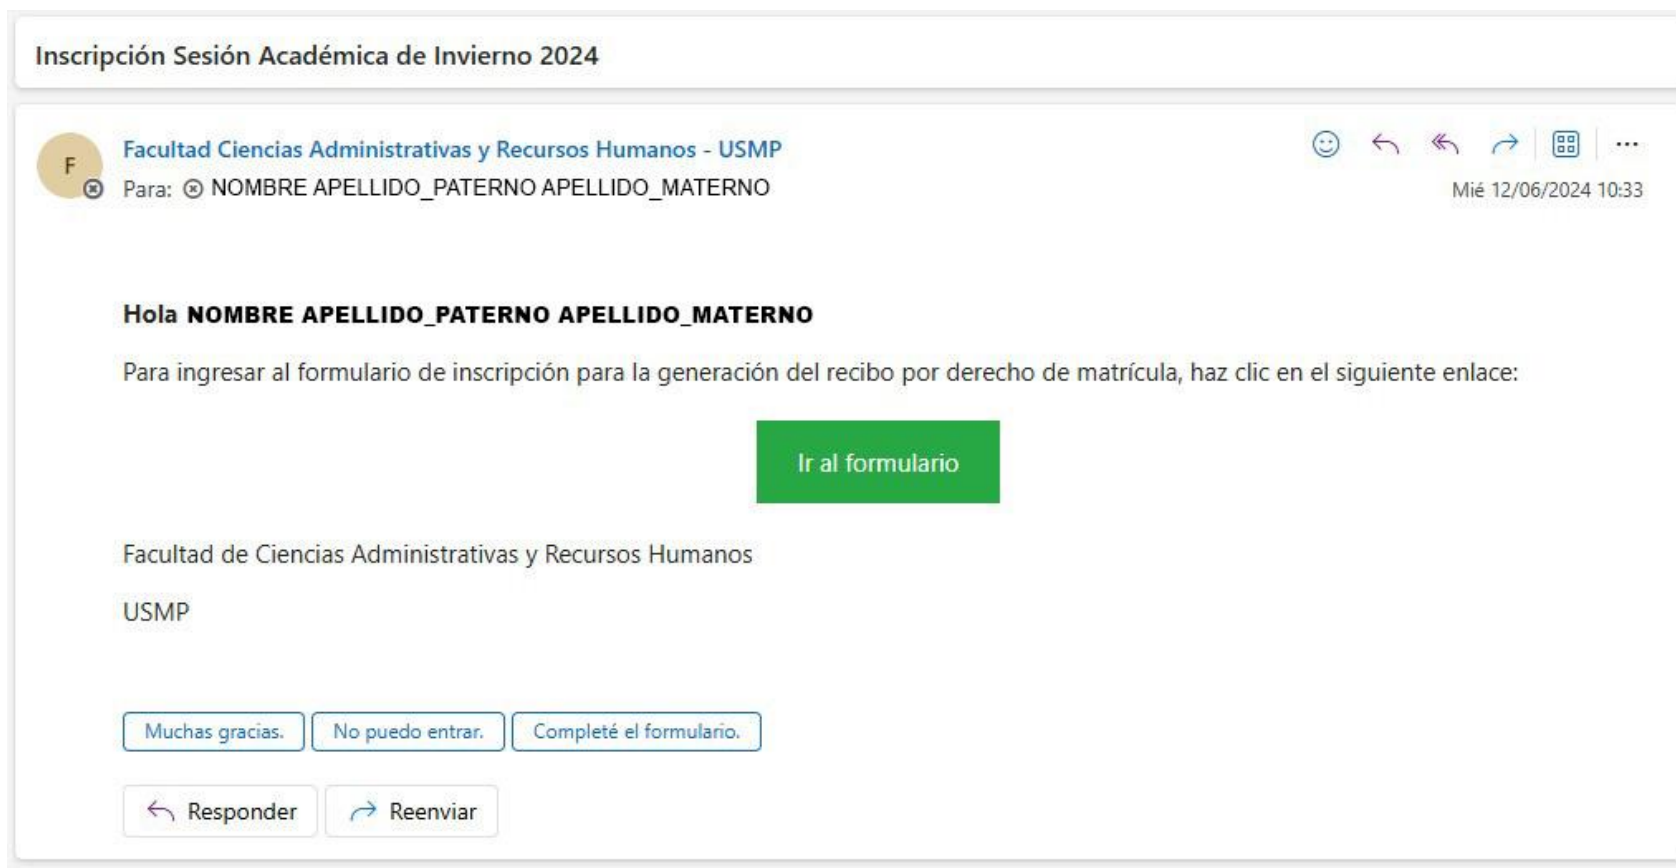 Inscripción Sesión Académica de Invierno 2024
F
Facultad Ciencias Administrativas y Recursos Humanos - USMP
Para: NOMBRE APELLIDO_PATERNO APELLIDO_MATERNO
Mié 12/06/2024 10:33
Hola NOMBRE APELLIDO_PATERNO APELLIDO_MATERNO
Para ingresar al formulario de inscripción para la generación del recibo por derecho de matrícula, haz clic en el siguiente enlace:
Ir al formulario
Facultad de Ciencias Administrativas y Recursos Humanos
USMP
Muchas gracias. No puedo entrar. Completé el formulario.
Responder Reenviar